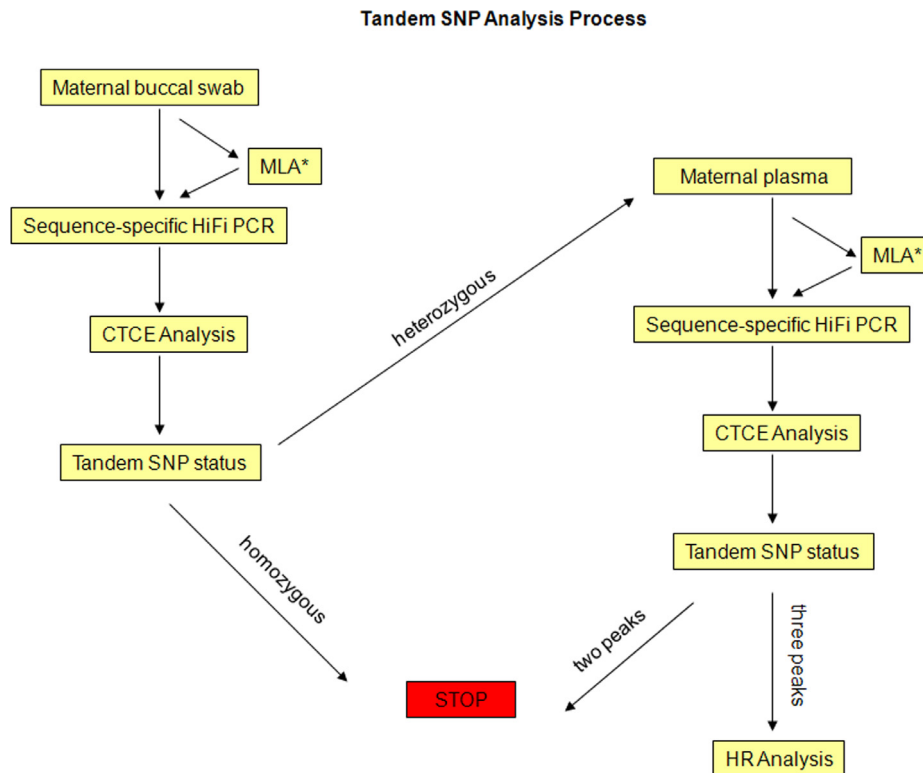 Tandem SNP Analysis Process
Maternal buccal swab
MLA*
Sequence-specific HiFi PCR
CTCE Analysis
Tandem SNP status
heterozygous
homozygous
Maternal plasma
MLA*
Sequence-specific HiFi PCR
CTCE Analysis
Tandem SNP status
two peaks
three peaks
STOP
HR Analysis